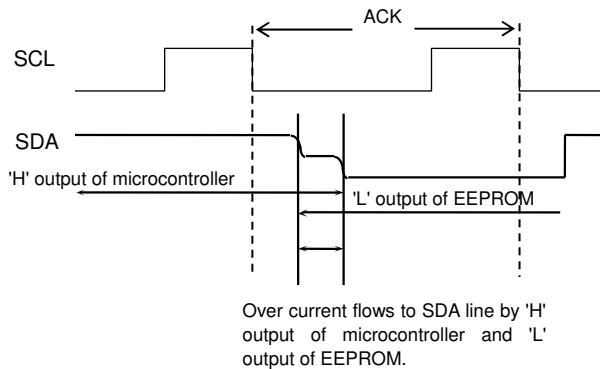 ACK
SCL
SDA
'H' output of microcontroller
'L' output of EEPROM
Over current flows to SDA line by 'H'
output of microcontroller and 'L'
output of EEPROM.